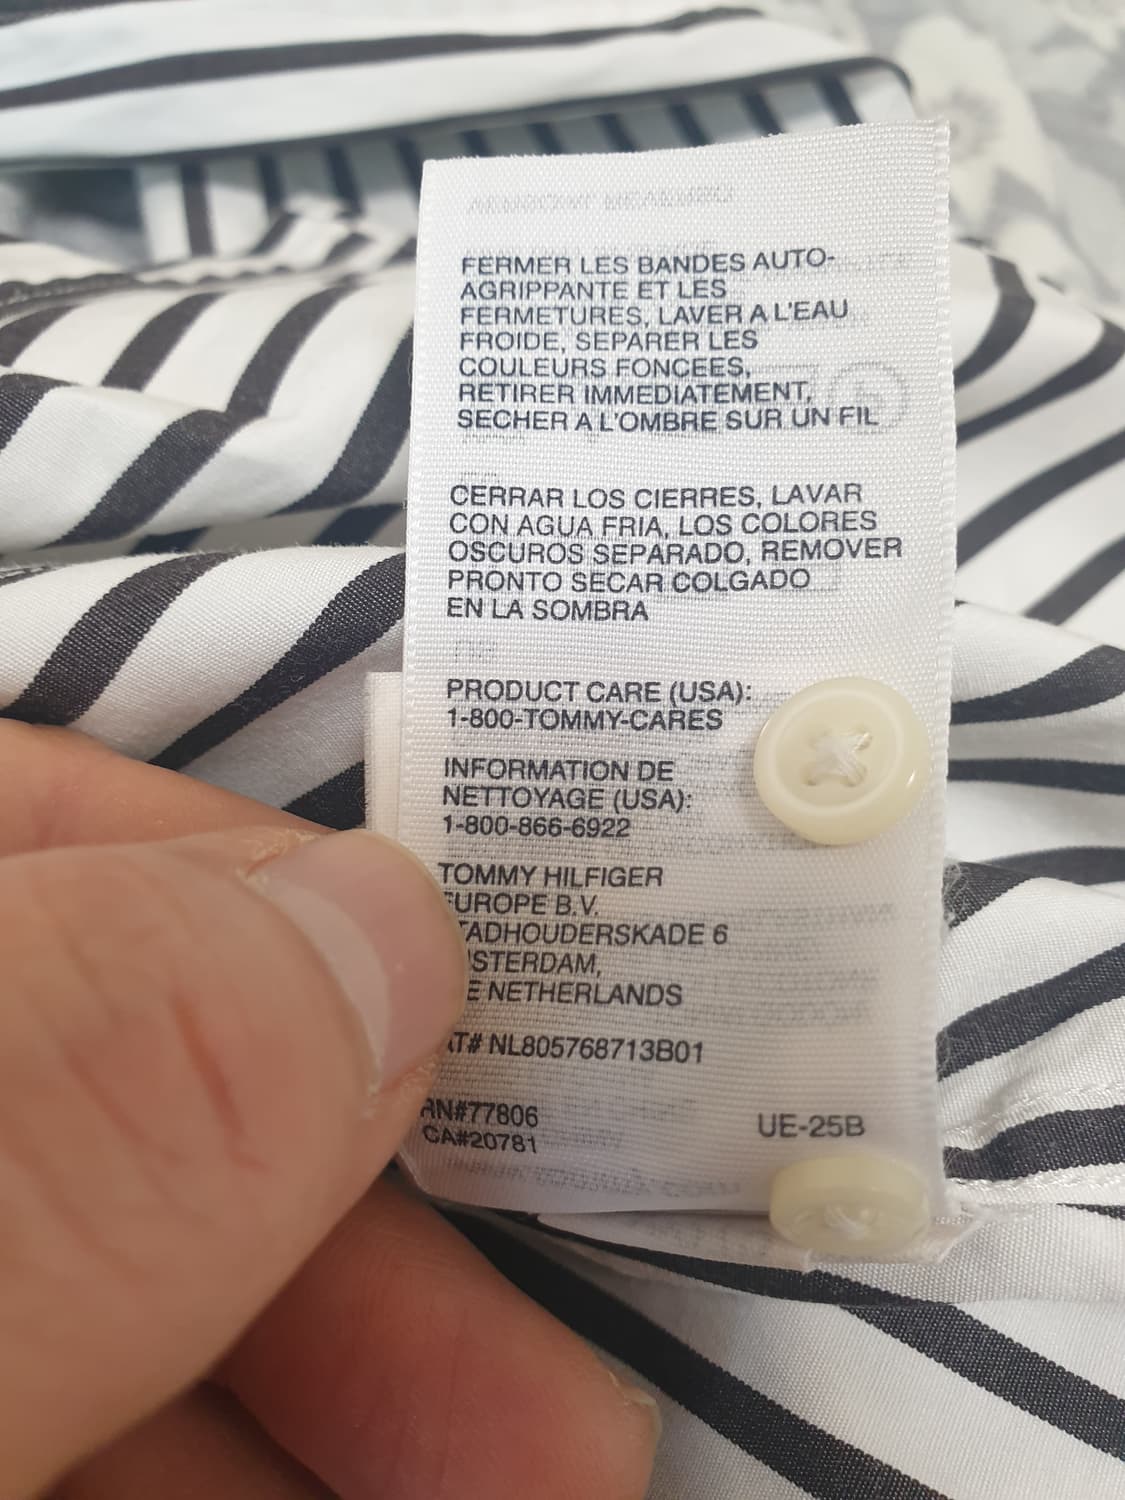 FERMER LES BANDES AUTO-
AGRIPPANTE ET LES
FERMETURES, LAVER A L'EAU
FROIDE, SEPARER LES
COULEURS FONCEES,
RETIRER IMMEDIATEMENT,
SECHER A L'OMBRE SUR UN FIL
CERRAR LOS CIERRES, LAVAR
CON AGUA FRIA, LOS COLORES
OSCUROS SEPARADO, REMOVER
PRONTO SECAR COLGADO
EN LA SOMBRA
PRODUCT CARE (USA):
1-800-TOMMY-CARES
INFORMATION DE
NETTOYAGE (USA):
1-800-866-6922
TOMMY HILFIGER
EUROPE B.V.
TADHOUDERSKADE 6
STERDAM,
E NETHERLANDS
AT# NL805768713B01
RN#77806
CA#20781
UE-25B